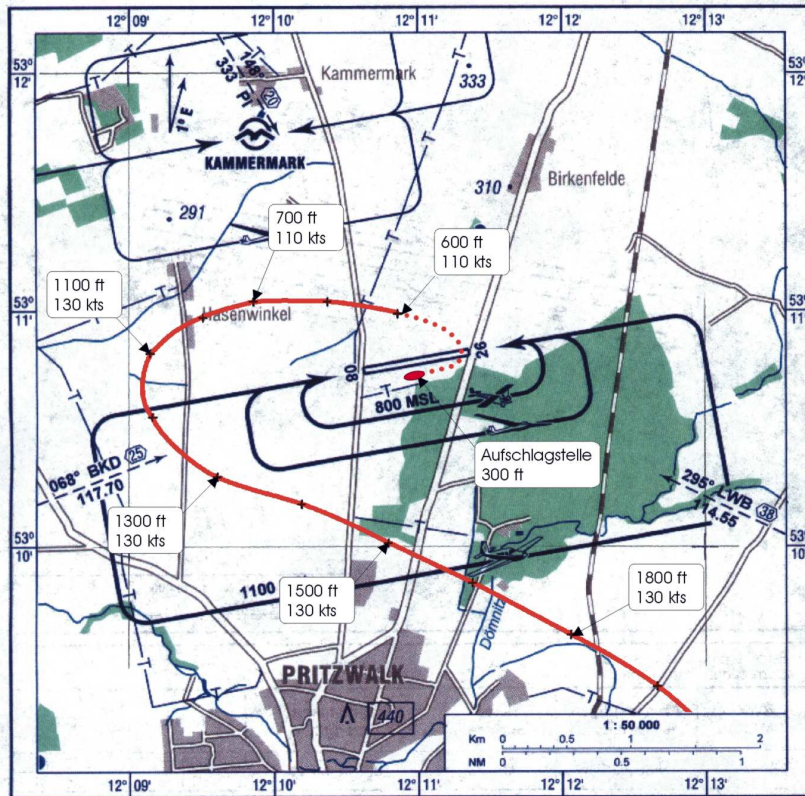 12° 09'
12° 10'
12° 11'
12° 12'
12° 13'
53°
12'
53°
12'
148°
333 PI
20
Kammermark
333
1° E
KAMMERMARK
310
Birkenfelde
291
700 ft
110 kts
600 ft
110 kts
1100 ft
130 kts
53°
11'
53°
11'
Hasenwinkel
08
26
800 MSL
Aufschlagstelle
300 ft
068° BKD 25
117.70
295° LWB 38
114.55
1300 ft
130 kts
53°
10'
53°
10'
1100
1500 ft
130 kts
1800 ft
130 kts
Dömnitz
PRITZWALK
440
1 : 50 000
Km 0 0.5 1 2
NM 0 0.5 1
12° 09'
12° 10'
12° 11'
12° 12'
12° 13'